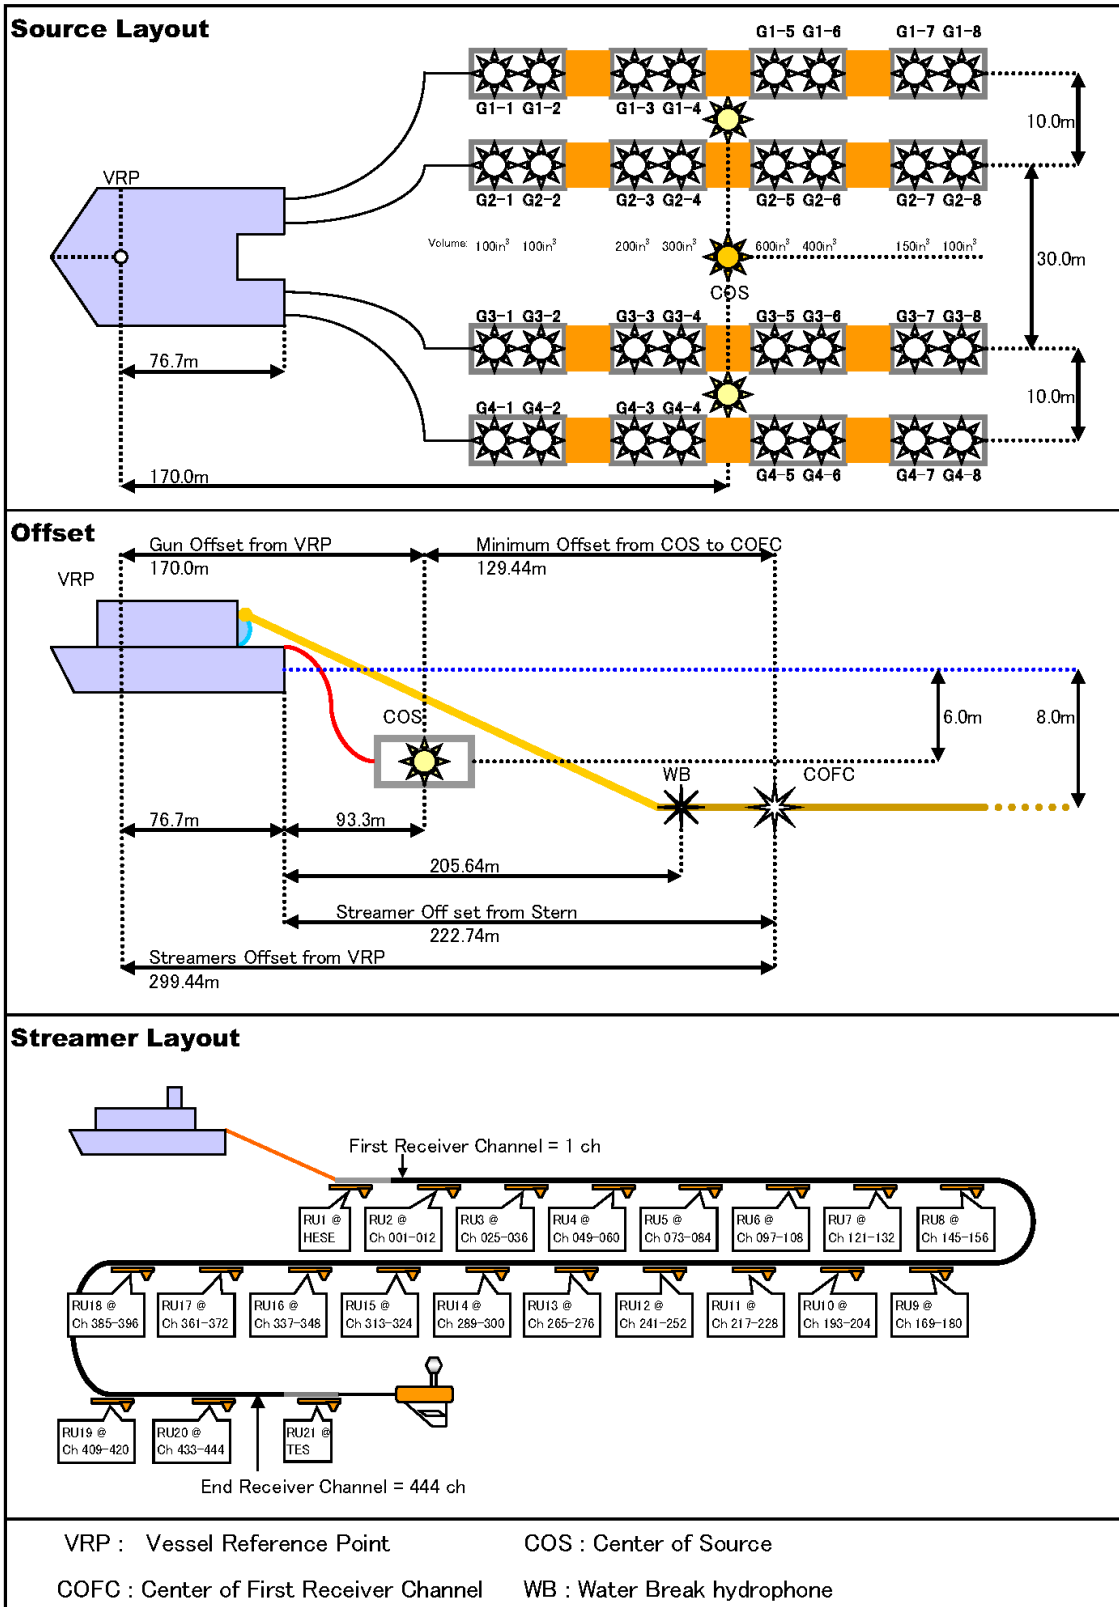 Source Layout
G1-5 G1-6 G1-7 G1-8
G1-1 G1-2 G1-3 G1-4
10.0m
VRP
G2-1 G2-2 G2-3 G2-4 G2-5 G2-6 G2-7 G2-8
Volume: 100in³ 100in³ 200in³ 300in³ 600in³ 400in³ 150in³ 100in³
30.0m
COS
G3-1 G3-2 G3-3 G3-4 G3-5 G3-6 G3-7 G3-8
76.7m
10.0m
G4-1 G4-2 G4-3 G4-4
170.0m
G4-5 G4-6 G4-7 G4-8
Offset
Gun Offset from VRP
170.0m
Minimum Offset from COS to COFC
129.44m
VRP
COS
6.0m
8.0m
WB
COFC
76.7m
93.3m
205.64m
Streamer Off set from Stern
222.74m
Streamers Offset from VRP
299.44m
Streamer Layout
First Receiver Channel = 1 ch
RU1 @
HESE
RU2 @
Ch 001-012
RU3 @
Ch 025-036
RU4 @
Ch 049-060
RU5 @
Ch 073-084
RU6 @
Ch 097-108
RU7 @
Ch 121-132
RU8 @
Ch 145-156
RU18 @
Ch 385-396
RU17 @
Ch 361-372
RU16 @
Ch 337-348
RU15 @
Ch 313-324
RU14 @
Ch 289-300
RU13 @
Ch 265-276
RU12 @
Ch 241-252
RU11 @
Ch 217-228
RU10 @
Ch 193-204
RU9 @
Ch 169-180
RU19 @
Ch 409-420
RU20 @
Ch 433-444
RU21 @
TES
End Receiver Channel = 444 ch
VRP : Vessel Reference Point
COS : Center of Source
COFC : Center of First Receiver Channel
WB : Water Break hydrophone